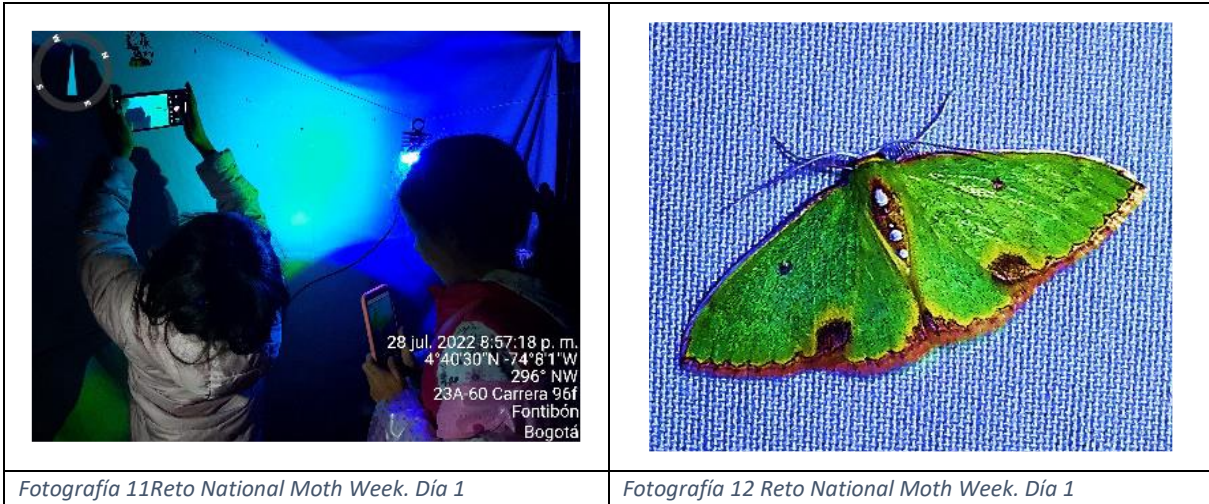 28 jul. 2022 8:57:18 p. m.
4°40'30"N -74°8'1"W
296° NW
23A-60 Carrera 96f
Fontibón
Bogotá
Fotografía 11Reto National Moth Week. Día 1
Fotografía 12 Reto National Moth Week. Día 1